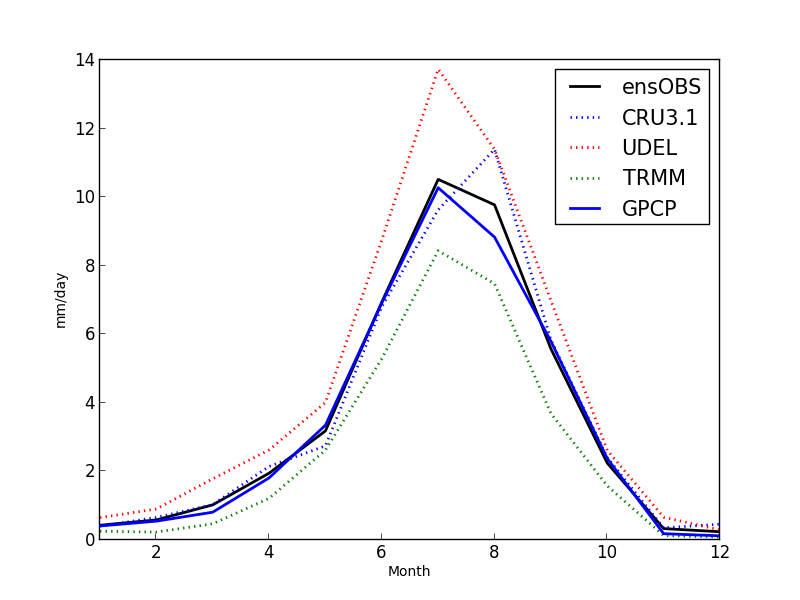 14
12
10
8
6
4
2
0
mm/day
2
4
6
8
10
12
Month
ensOBS
CRU3.1
UDEL
TRMM
GPCP